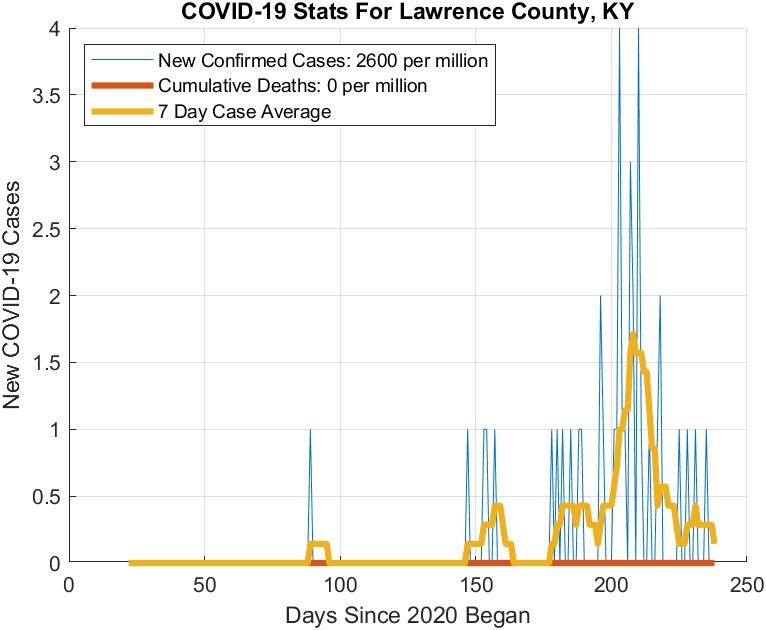 COVID-19 Stats For Lawrence County, KY
New Confirmed Cases: 2600 per million
Cumulative Deaths: 0 per million
7 Day Case Average
New COVID-19 Cases
4
3.5
3
2.5
2
1.5
1
0.5
0
0 50 100 150 200 250
Days Since 2020 Began